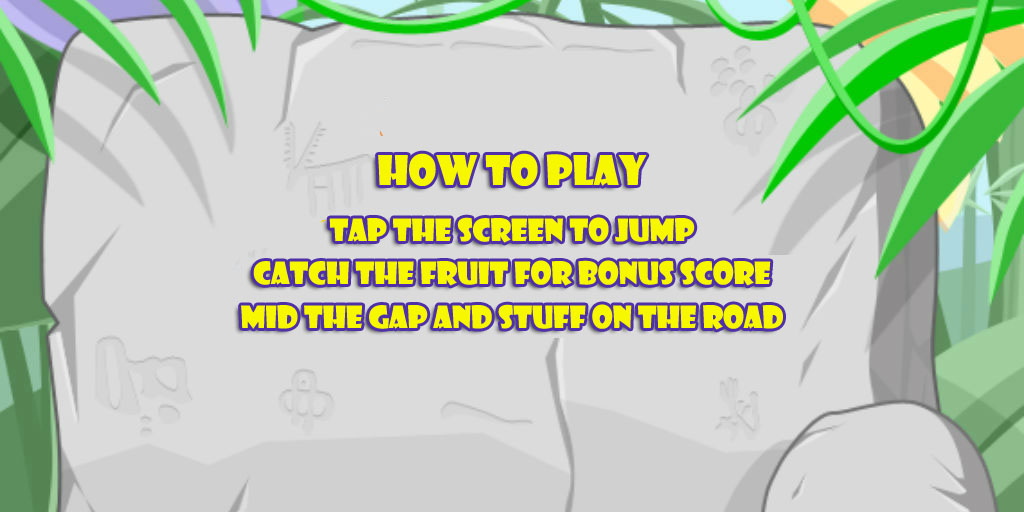 HOW TO PLAY
TAP THE SCREEN TO JUMP
CATCH THE FRUIT FOR BONUS SCORE
MID THE GAP AND STUFF ON THE ROAD